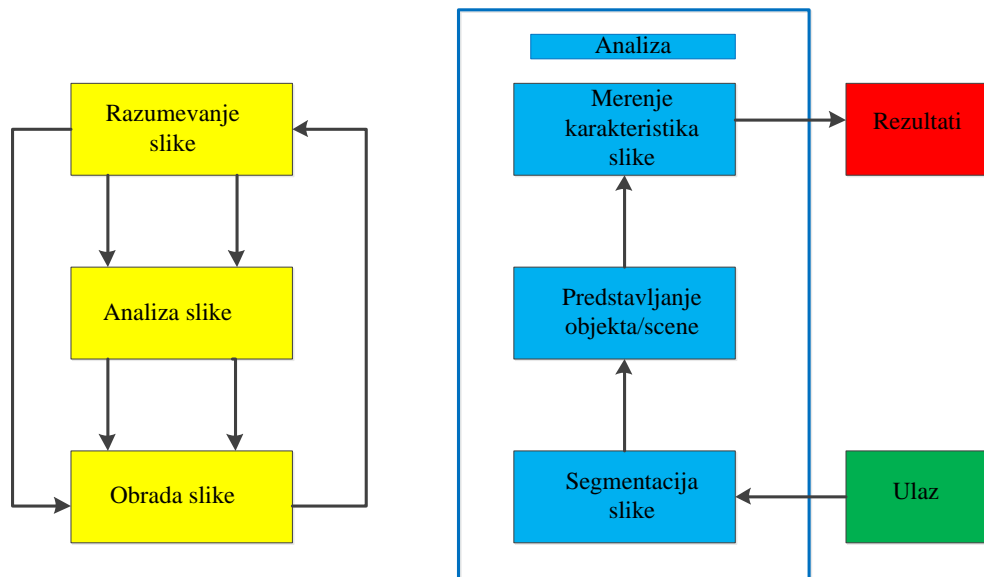 Razumevanje
slike
Analiza slike
Obrada slike
Analiza
Merenje
karakteristika
slike
Predstavljanje
objekta/scene
Segmentacija
slike
Rezultati
Ulaz